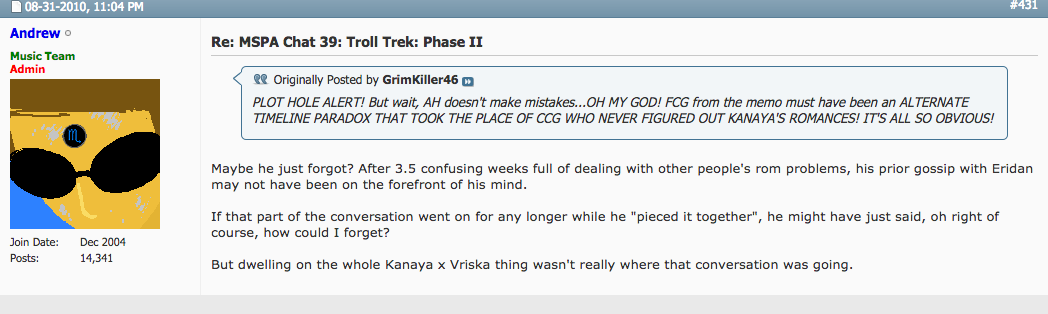 08-31-2010, 11:04 PM #431
Andrew
Music Team
Admin
Join Date: Dec 2004
Posts: 14,341
Re: MSPA Chat 39: Troll Trek: Phase II
Originally Posted by GrimKiller46
PLOT HOLE ALERT! But wait, AH doesn't make mistakes...OH MY GOD! FCG from the memo must have been an ALTERNATE
TIMELINE PARADOX THAT TOOK THE PLACE OF CCG WHO NEVER FIGURED OUT KANAYA'S ROMANCES! IT'S ALL SO OBVIOUS!
Maybe he just forgot? After 3.5 confusing weeks full of dealing with other people's rom problems, his prior gossip with Eridan
may not have been on the forefront of his mind.
If that part of the conversation went on for any longer while he "pieced it together", he might have just said, oh right of
course, how could I forget?
But dwelling on the whole Kanaya x Vriska thing wasn't really where that conversation was going.